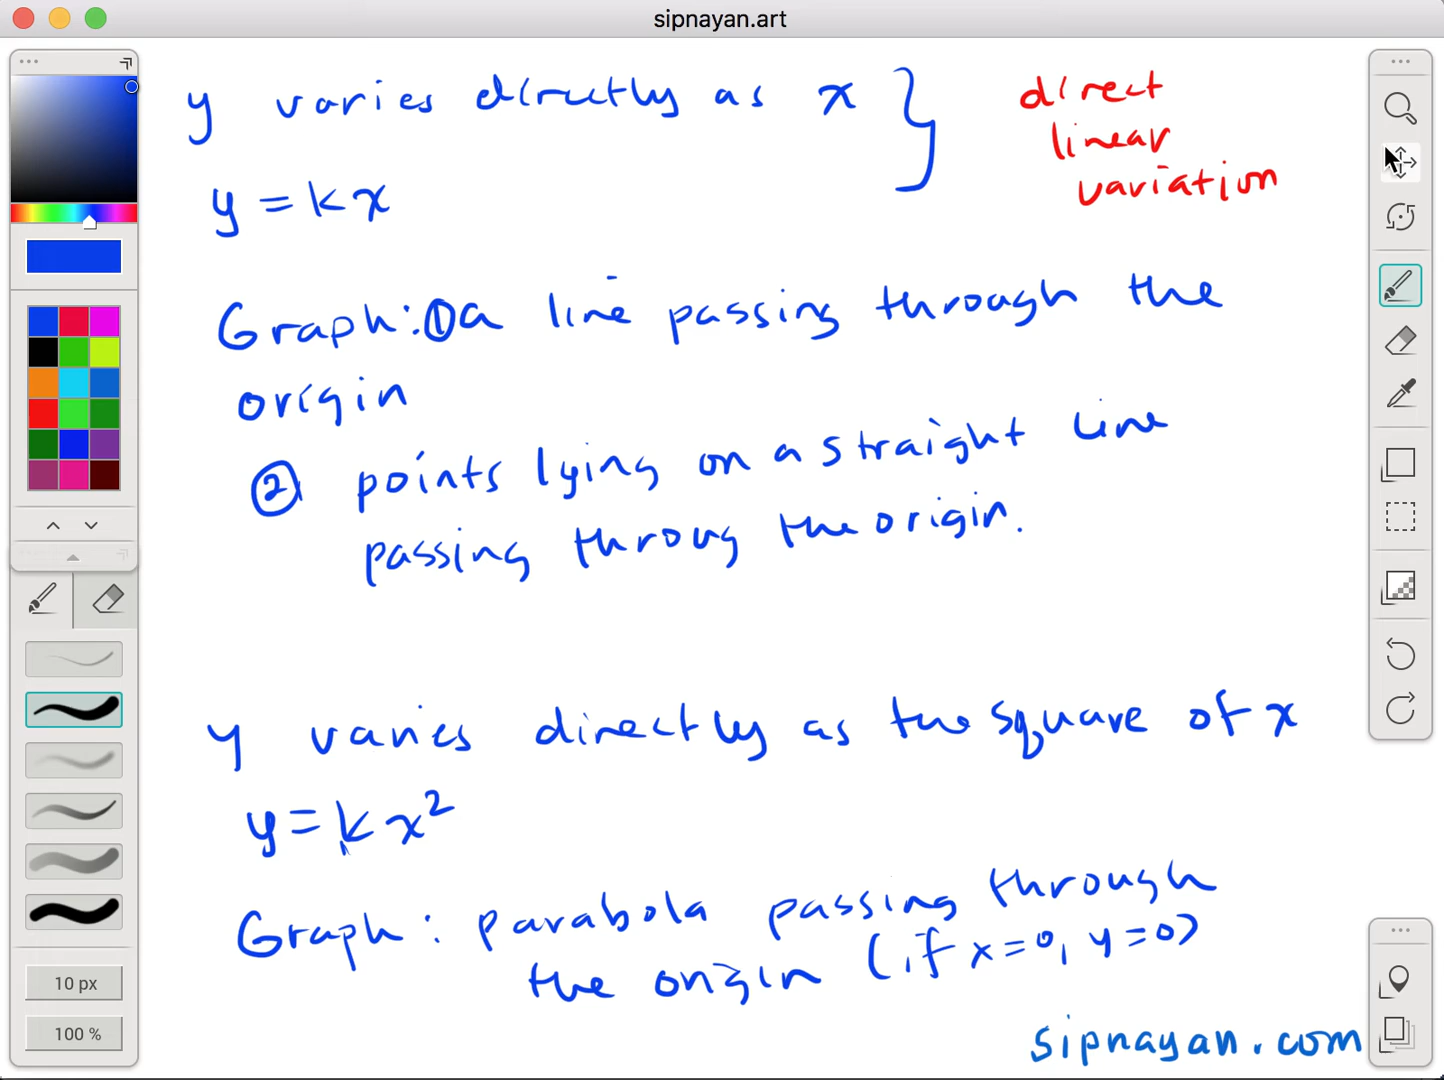 sipnayan.art
y varies directly as x } direct
linear
variation
y = kx
Graph: ① a line passing through the
origin
② points lying on a straight line
passing throug the origin.
y varies directly as the square of x
y = kx²
Graph: parabola passing through
the origin (if x=0, y=0)
10 px
100 %
sipnayan.com